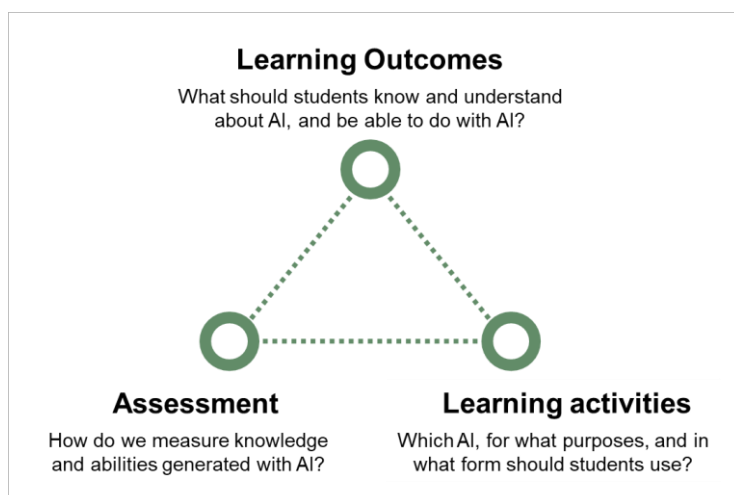 Learning Outcomes
What should students know and understand
about AI, and be able to do with AI?
Assessment
How do we measure knowledge
and abilities generated with AI?
Learning activities
Which AI, for what purposes, and in
what form should students use?